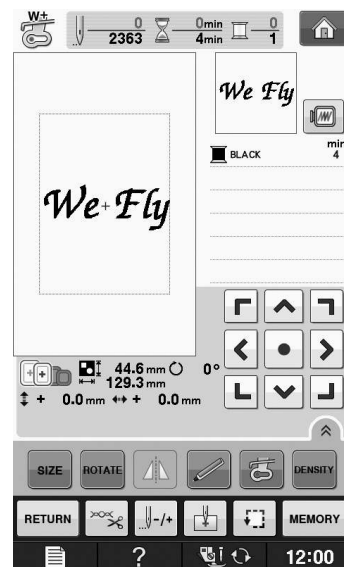 W+ 0 0min 0
2363 4min 1
We Fly
min
BLACK 4
We Fly
44.6 mm 0°
129.3 mm
+ 0.0 mm + 0.0 mm
SIZE ROTATE DENSITY
RETURN -/+ MEMORY
? 12:00